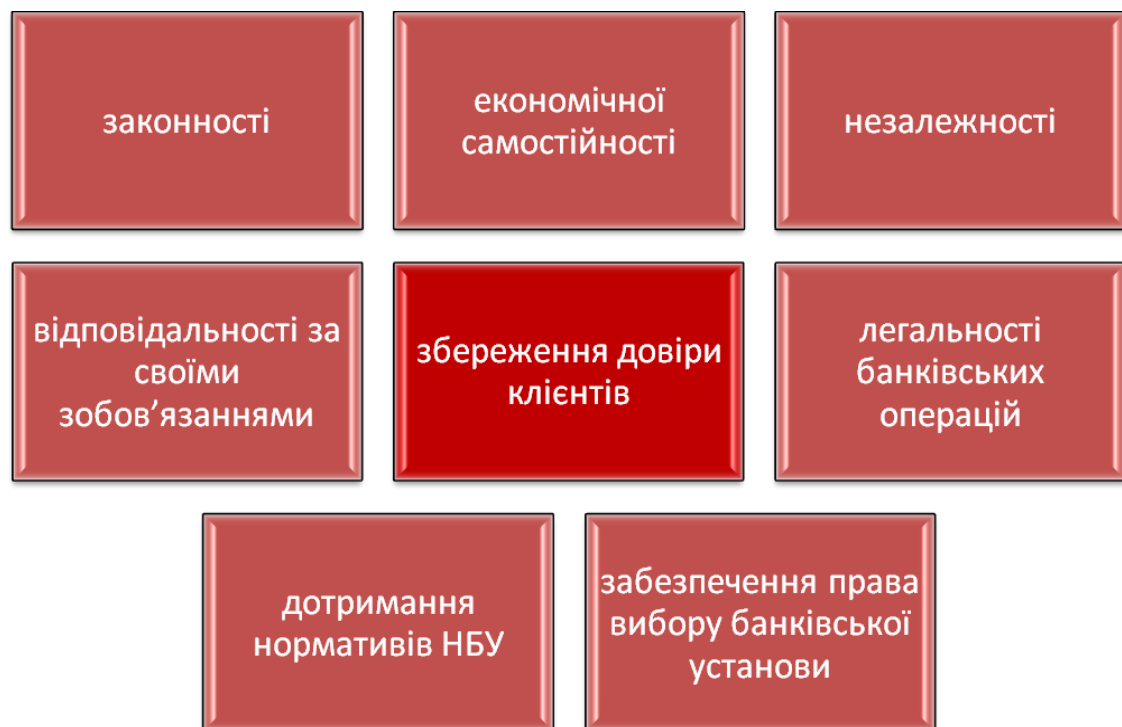 законності
економічної
самостійності
незалежності
відповідальності за
своїми
зобов’язаннями
збереження довіри
клієнтів
легальності
банківських
операцій
дотримання
нормативів НБУ
забезпечення права
вибору банківської
установи